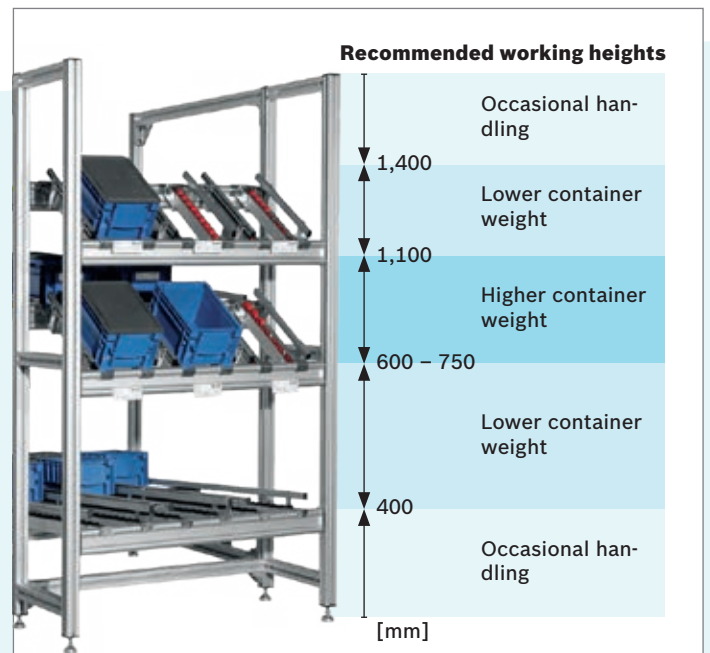 Recommended working heights
Occasional han-
dling
1,400
Lower container
weight
1,100
Higher container
weight
600 – 750
Lower container
weight
400
Occasional han-
dling
[mm]